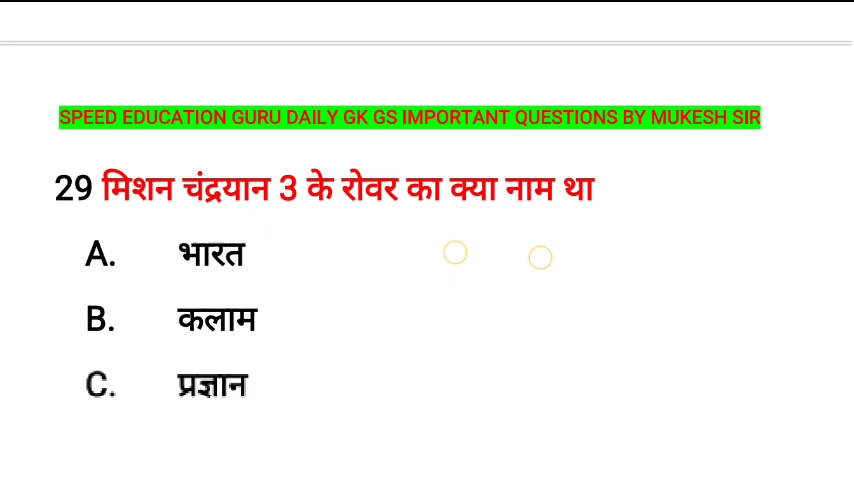 SPEED EDUCATION GURU DAILY GK GS IMPORTANT QUESTIONS BY MUKESH SIR
29 मिशन चंद्रयान 3 के रोवर का क्या नाम था
A. भारत
B. कलाम
C. प्रज्ञान